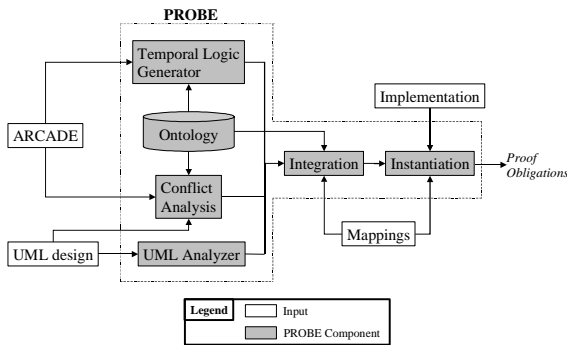 PROBE
Temporal Logic
Generator
Implementation
ARCADE
Ontology
Integration
Instantiation
Proof
Obligations
Conflict
Analysis
Mappings
UML design
UML Analyzer
Legend
Input
PROBE Component